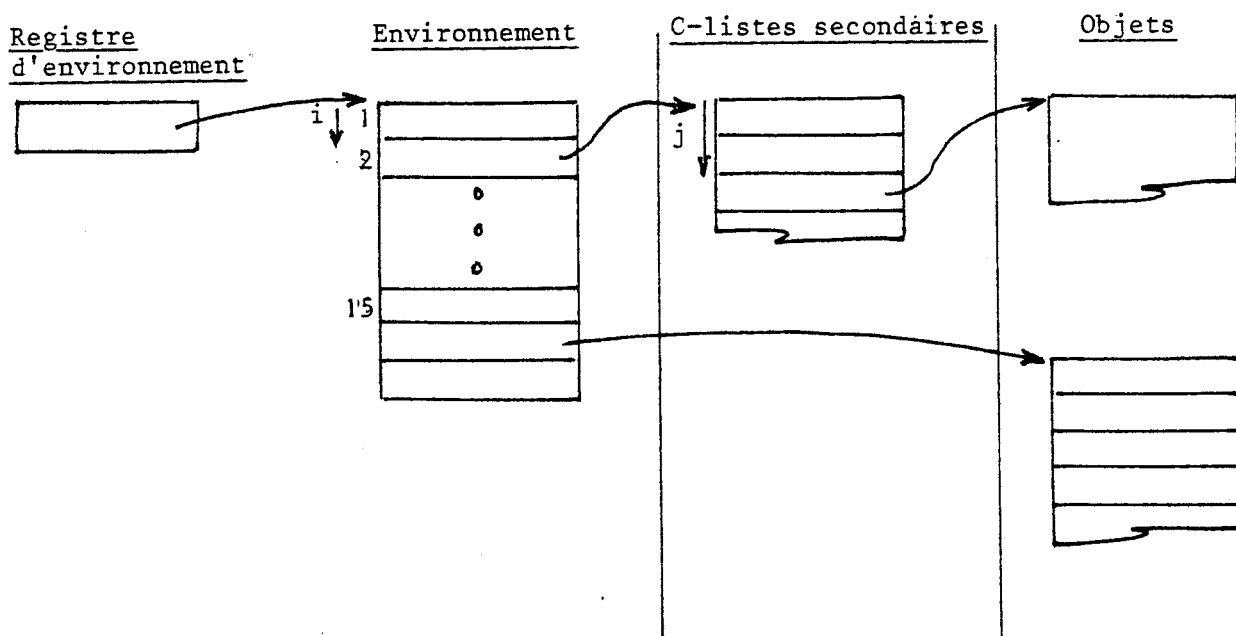 Registre
d'environnement
Environnement
C-listes secondaires
Objets
i
1
2
15
j